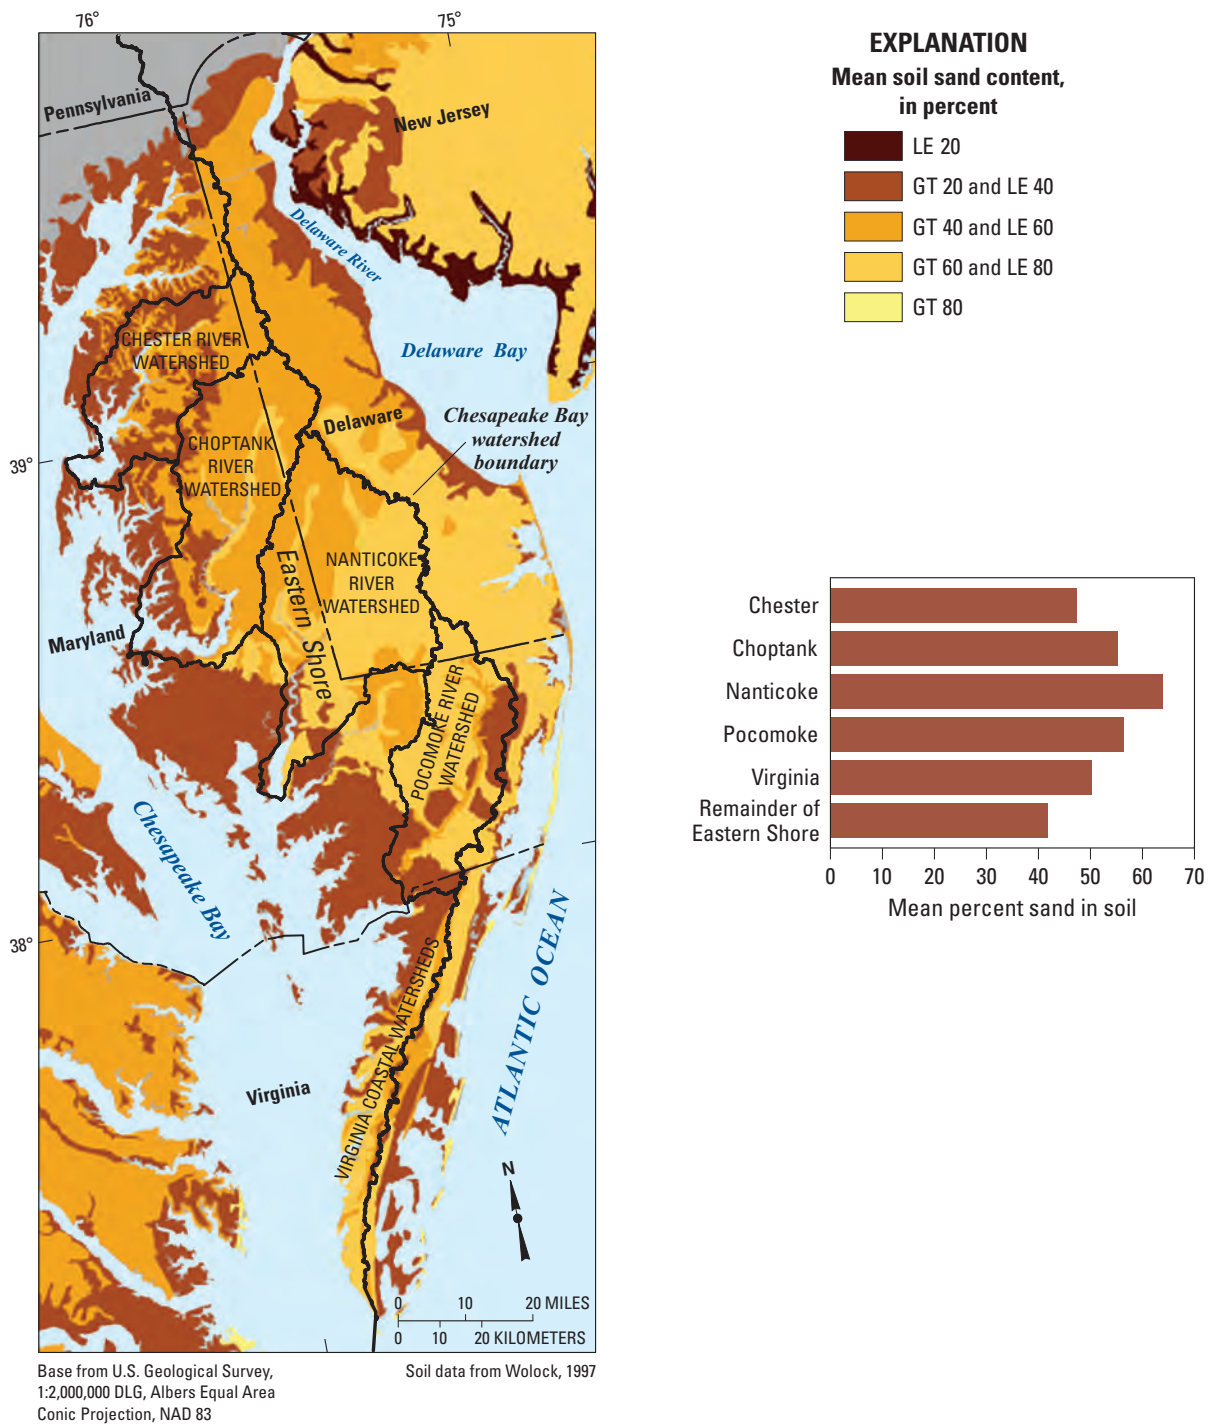 76°
75°
Pennsylvania
New Jersey
Delaware River
CHESTER RIVER
WATERSHED
Delaware Bay
Chesapeake Bay
watershed
boundary
Delaware
39°
CHOPTANK
RIVER
WATERSHED
NANTICOKE
RIVER
WATERSHED
Eastern Shore
Maryland
POCOMOKE RIVER
WATERSHED
Chesapeake Bay
38°
ATLANTIC OCEAN
VIRGINIA COASTAL WATERSHEDS
Virginia
N
0 10 20 MILES
0 10 20 KILOMETERS
Base from U.S. Geological Survey,
1:2,000,000 DLG, Albers Equal Area
Conic Projection, NAD 83
Soil data from Wolock, 1997
EXPLANATION
Mean soil sand content,
in percent
LE 20
GT 20 and LE 40
GT 40 and LE 60
GT 60 and LE 80
GT 80
Chester
Choptank
Nanticoke
Pocomoke
Virginia
Remainder of
Eastern Shore
0 10 20 30 40 50 60 70
Mean percent sand in soil